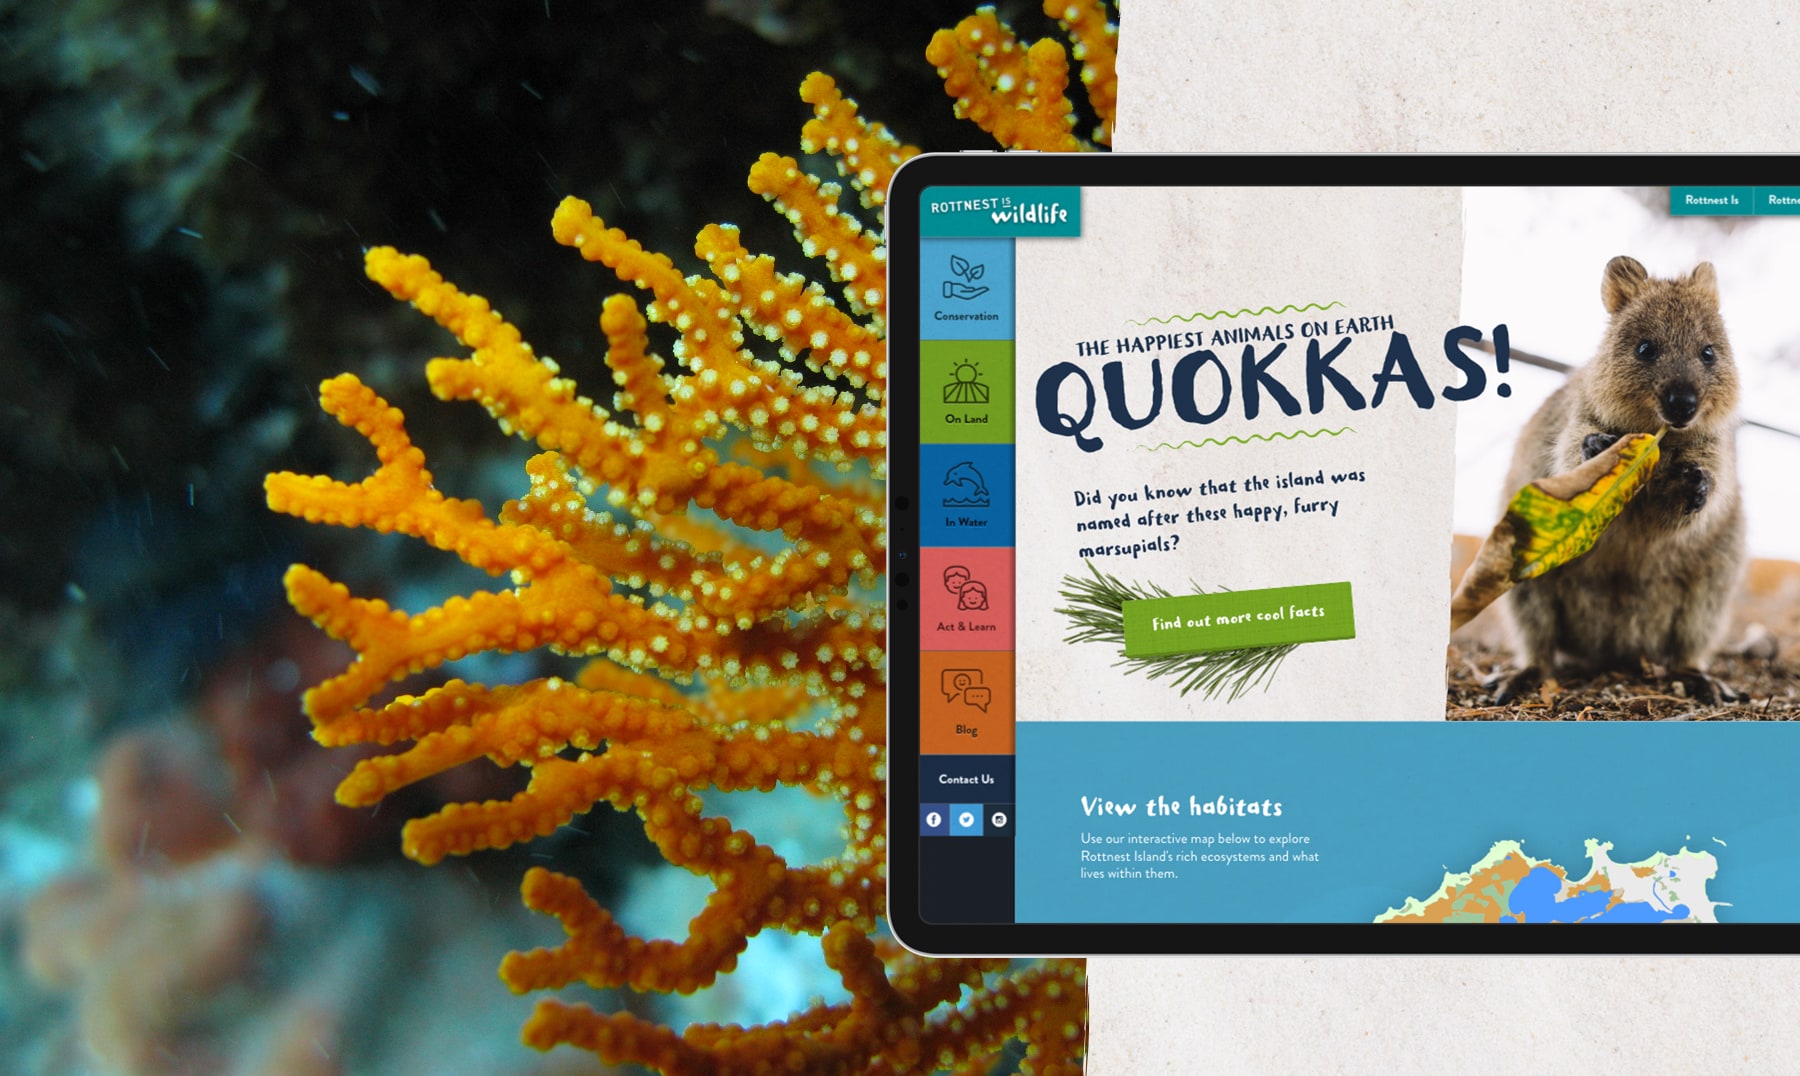 ROTTNEST IS
wildlife
Rottnest Is
Conservation
On Land
In Water
Act & Learn
Blog
Contact Us
THE HAPPIEST ANIMALS ON EARTH
QUOKKAS!
Did you know that the island was
named after these happy, furry
marsupials?
Find out more cool facts
View the habitats
Use our interactive map below to explore
Rottnest Island's rich ecosystems and what
lives within them.